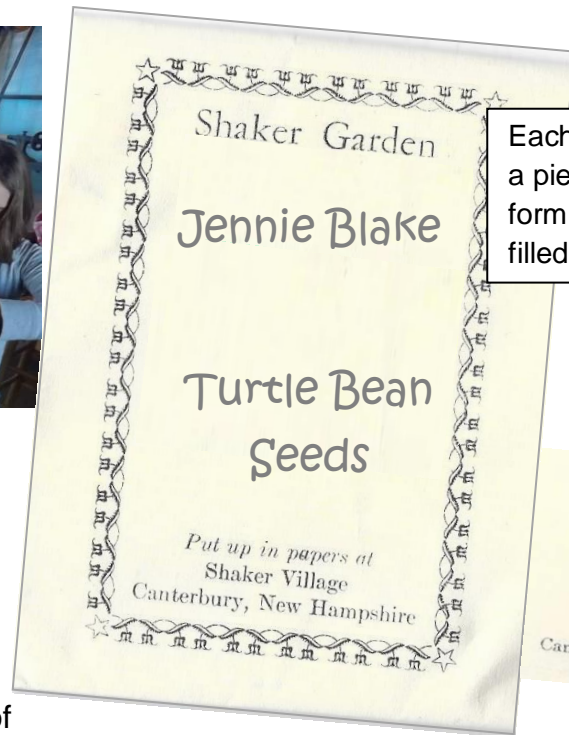 Shaker Garden
Jennie Blake
Turtle Bean
Seeds
Put up in papers at
Shaker Village
Canterbury, New Hampshire
Each
a pie
form
filled
Can
of